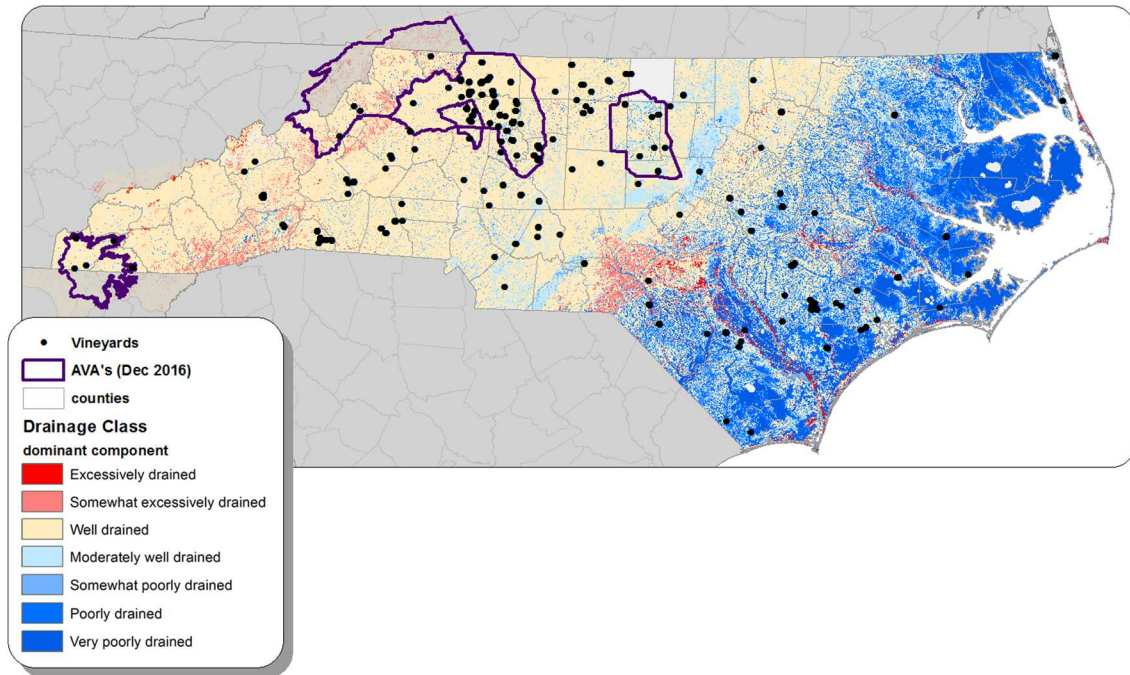 Vineyards
AVA's (Dec 2016)
counties
Drainage Class
dominant component
Excessively drained
Somewhat excessively drained
Well drained
Moderately well drained
Somewhat poorly drained
Poorly drained
Very poorly drained